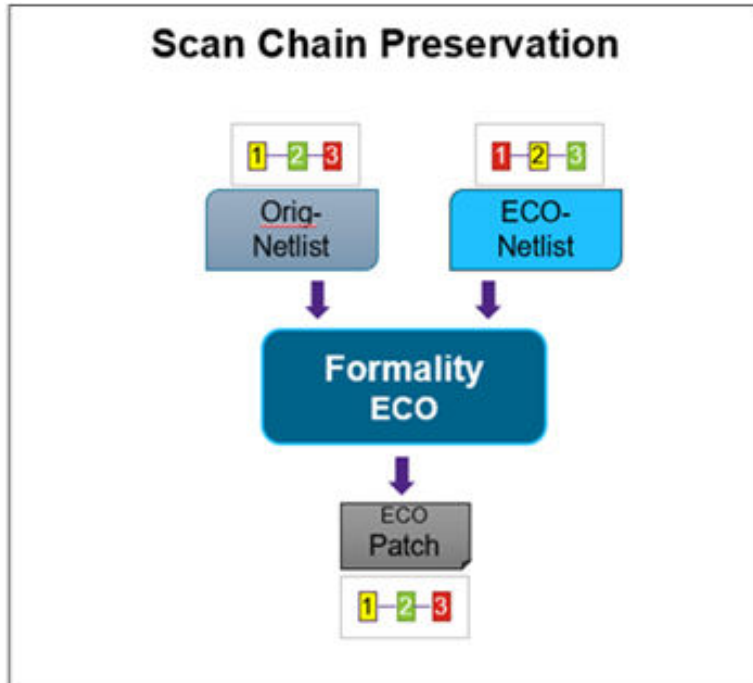 Scan Chain Preservation
1 2 3
1 2 3
Orig-
Netlist
ECO-
Netlist
Formality
ECO
ECO
Patch
1 2 3